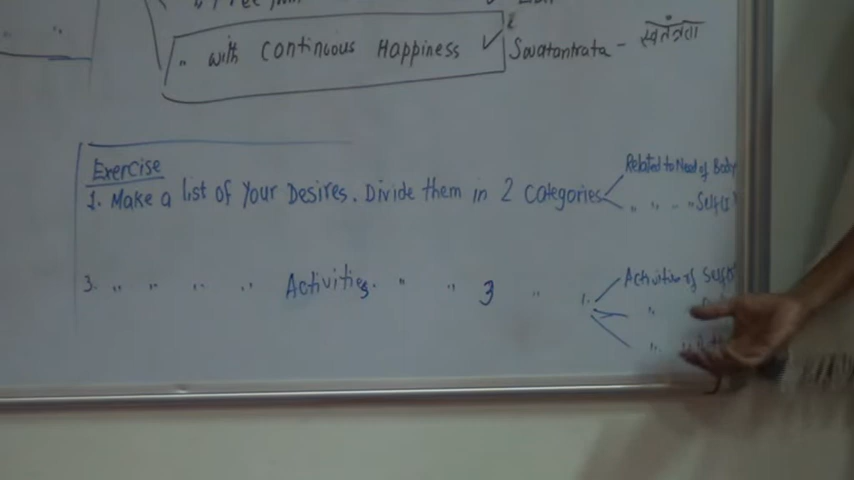 " with Continuous Happiness ✓ Swatantrata - स्वतंत्रता
Exercise
1. Make a list of Your Desires. Divide them in 2 Categories
Related to Need of Body
" " " Self(I)
3. " " " " Activities. " " 3 " "
Activities of Self
"
" "